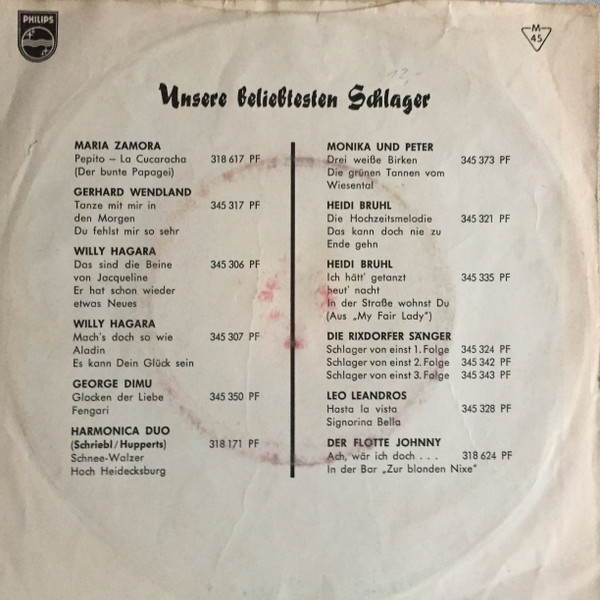 PHILIPS
M
45
12,-
Unsere beliebtesten Schlager
MARIA ZAMORA
Pepito – La Cucaracha 318 617 PF
(Der bunte Papagei)
GERHARD WENDLAND
Tanze mit mir in 345 317 PF
den Morgen
Du fehlst mir so sehr
WILLY HAGARA
Das sind die Beine 345 306 PF
von Jacqueline
Er hat schon wieder
etwas Neues
WILLY HAGARA
Mach's doch so wie 345 307 PF
Aladin
Es kann Dein Glück sein
GEORGE DIMU
Glocken der Liebe 345 350 PF
Fengari
HARMONICA DUO
(Schriebl/Hupperts) 318 171 PF
Schnee-Walzer
Hoch Heidecksburg
MONIKA UND PETER
Drei weiße Birken 345 373 PF
Die grünen Tannen vom
Wiesental
HEIDI BRUHL
Die Hochzeitsmelodie 345 321 PF
Das kann doch nie zu
Ende gehn
HEIDI BRUHL
Ich hätt' getanzt 345 335 PF
heut' nacht
In der Straße wohnst Du
(Aus „My Fair Lady")
DIE RIXDORFER SÄNGER
Schlager von einst 1. Folge 345 324 PF
Schlager von einst 2. Folge 345 342 PF
Schlager von einst 3. Folge 345 343 PF
LEO LEANDROS
Hasta la vista 345 328 PF
Signorina Bella
DER FLOTTE JOHNNY
Ach, wär ich doch . . . 318 624 PF
In der Bar „Zur blonden Nixe"